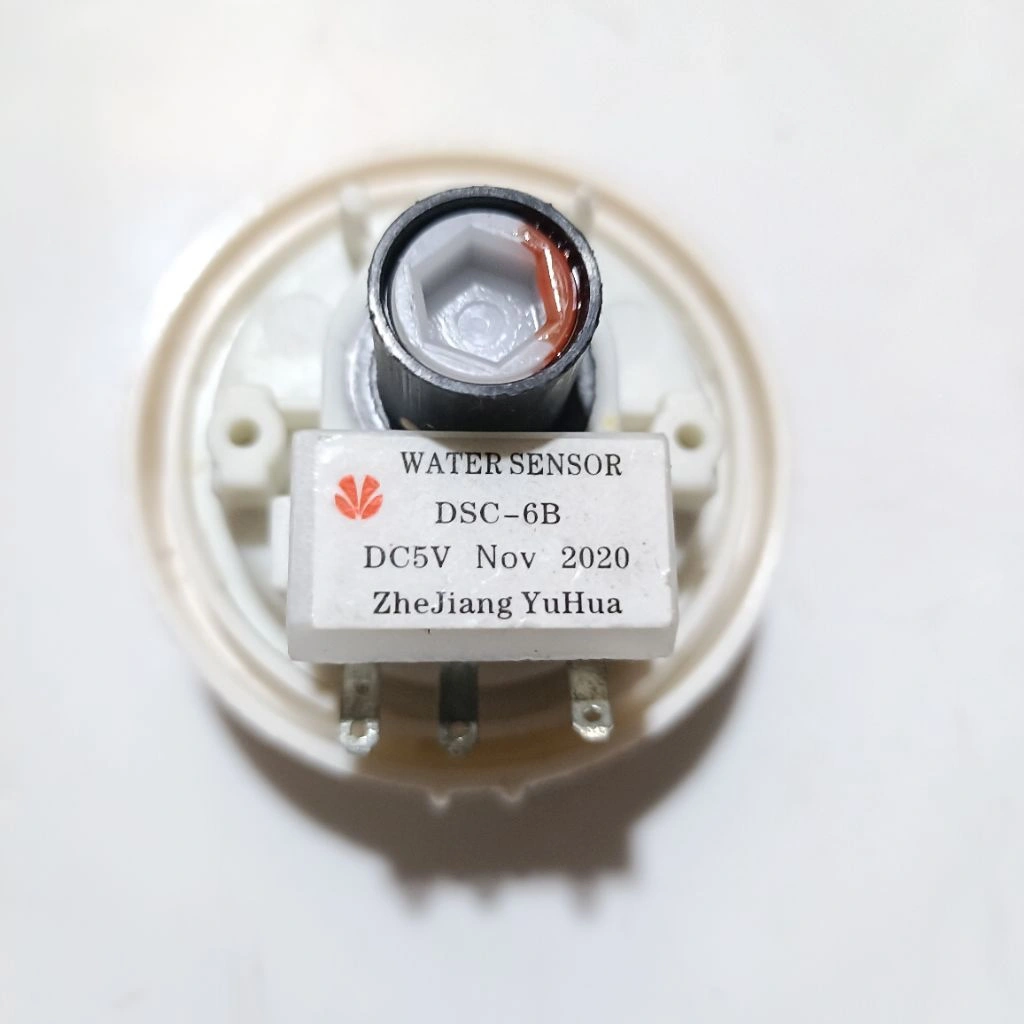 WATER SENSOR
DSC-6B
DC5V Nov 2020
ZheJiang YuHua